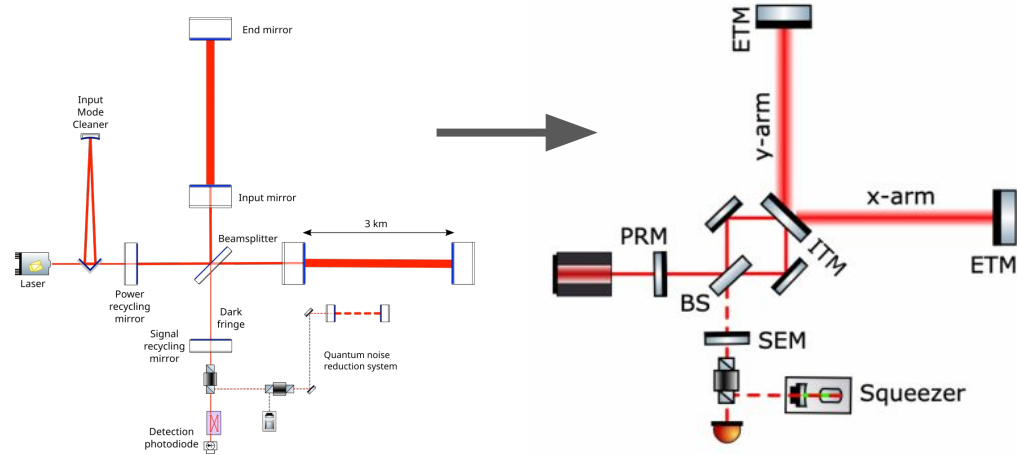 End mirror
Input
Mode
Cleaner
Input mirror
3 km
Beamsplitter
Laser
Power
recycling
mirror
Dark
fringe
Signal
recycling
mirror
Quantum noise
reduction system
Detection
photodiode
ETM
y-arm
x-arm
ETM
ITM
PRM
BS
SEM
Squeezer